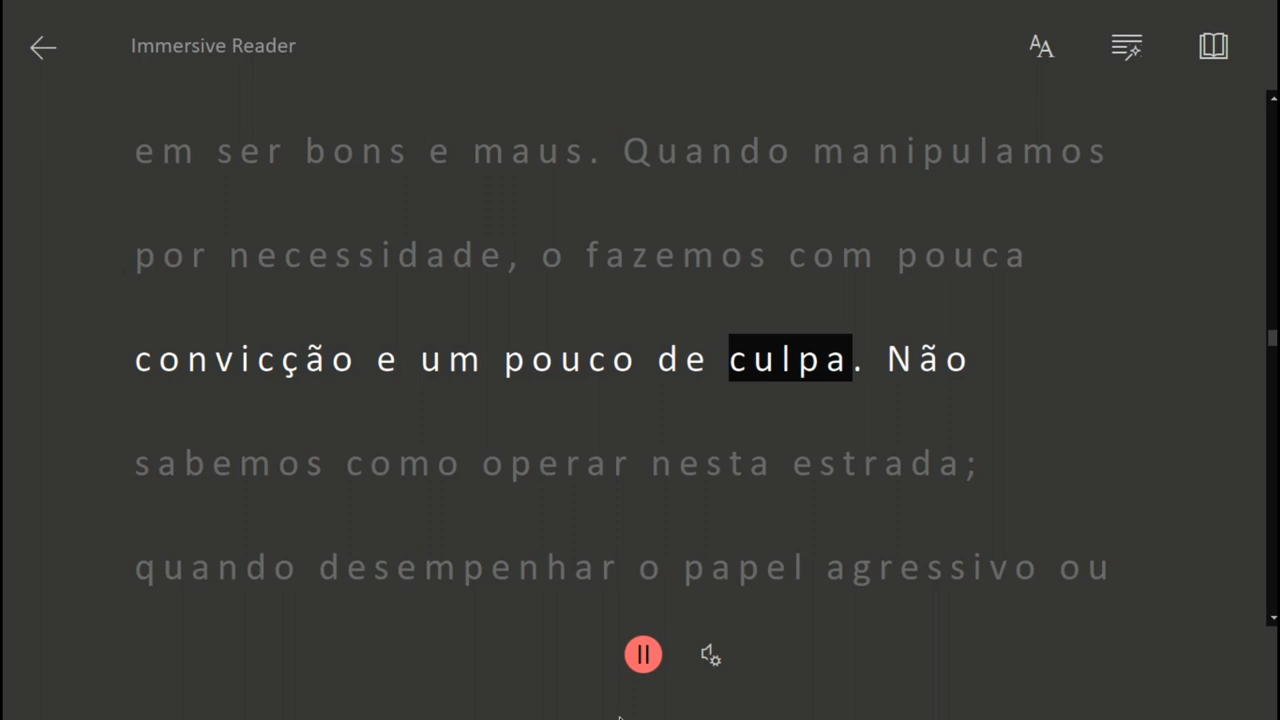 Immersive Reader
em ser bons e maus. Quando manipulamos
por necessidade, o fazemos com pouca
convicção e um pouco de culpa. Não
sabemos como operar nesta estrada;
quando desempenhar o papel agressivo ou